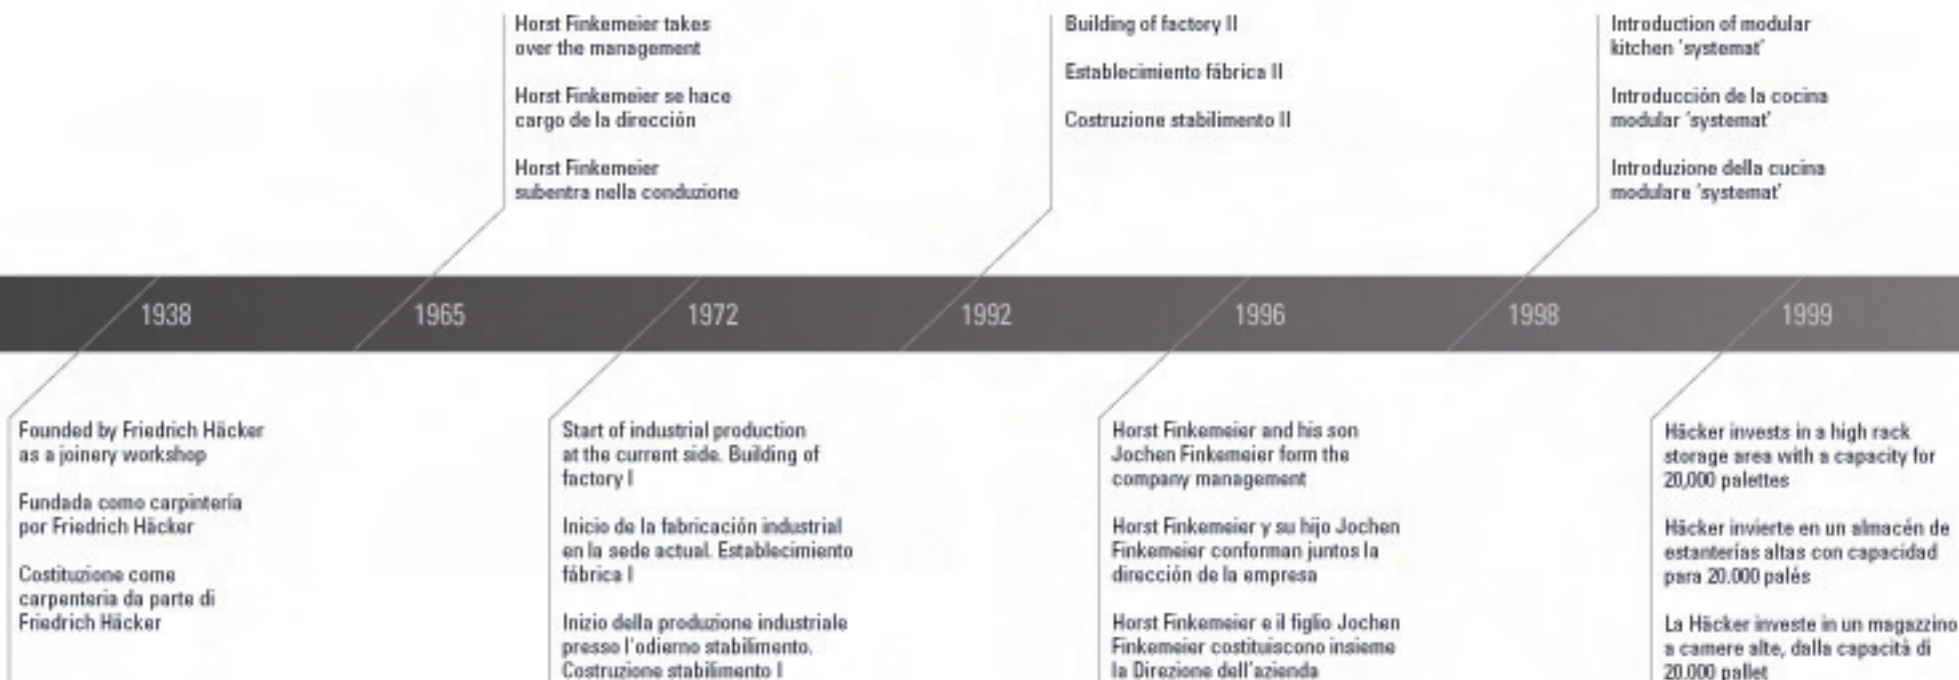 Horst Finkemeier takes
over the management
Horst Finkemeier se hace
cargo de la dirección
Horst Finkemeier
subentra nella conduzione
Building of factory II
Establecimiento fábrica II
Costruzione stabilimento II
Introduction of modular
kitchen 'systemat'
Introducción de la cocina
modular 'systemat'
Introduzione della cucina
modulare 'systemat'
1938
1965
1972
1992
1996
1998
1999
Founded by Friedrich Häcker
as a joinery workshop
Fundada como carpintería
por Friedrich Häcker
Costituzione come
carpenteria da parte di
Friedrich Häcker
Start of industrial production
at the current side. Building of
factory I
Inicio de la fabricación industrial
en la sede actual. Establecimiento
fábrica I
Inizio della produzione industriale
presso l'odierno stabilimento.
Costruzione stabilimento I
Horst Finkemeier and his son
Jochen Finkemeier form the
company management
Horst Finkemeier y su hijo Jochen
Finkemeier conforman juntos la
dirección de la empresa
Horst Finkemeier e il figlio Jochen
Finkemeier costituiscono insieme
la Direzione dell'azienda
Häcker invests in a high rack
storage area with a capacity for
20,000 palettes
Häcker invierte en un almacén de
estanterías altas con capacidad
para 20.000 palés
La Häcker investe in un magazzino
a camere alte, dalla capacità di
20.000 pallet